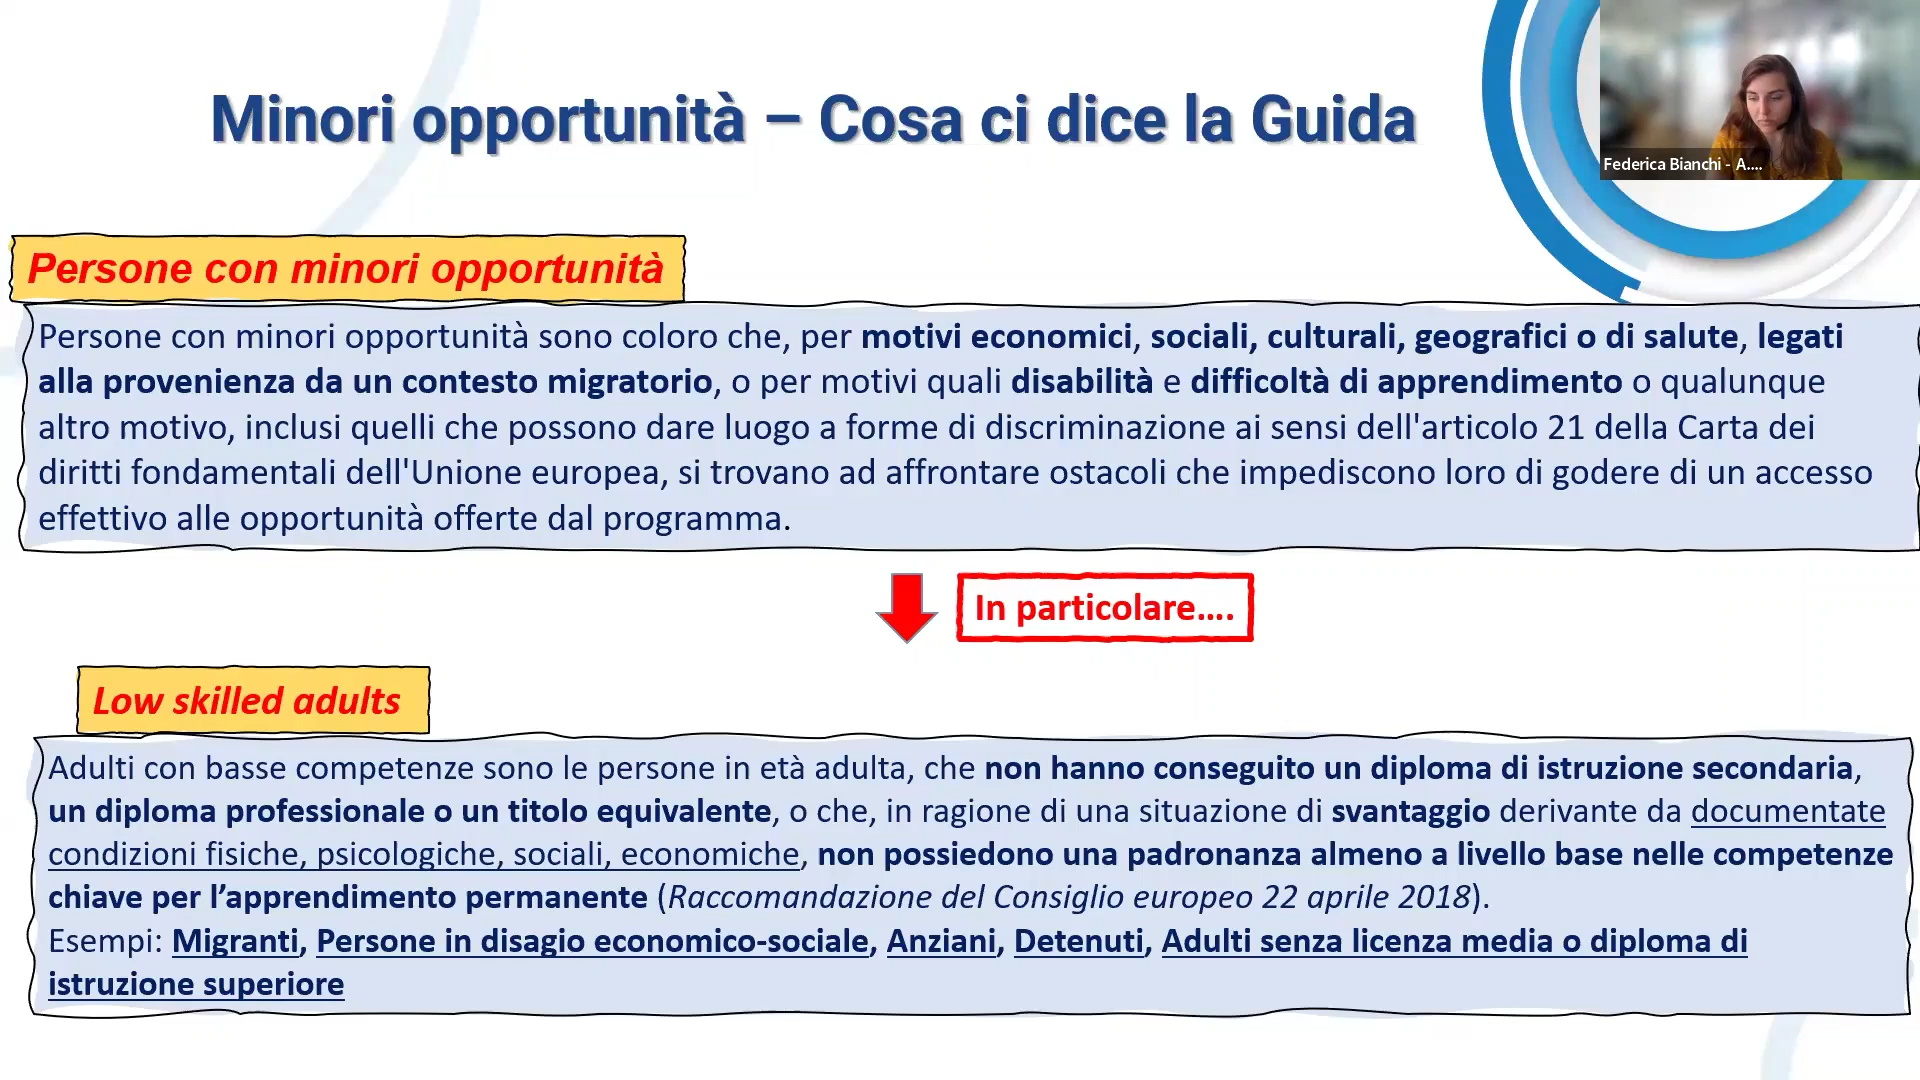 Minori opportunità – Cosa ci dice la Guida
Federica Bianchi - A....
Persone con minori opportunità
Persone con minori opportunità sono coloro che, per motivi economici, sociali, culturali, geografici o di salute, legati
alla provenienza da un contesto migratorio, o per motivi quali disabilità e difficoltà di apprendimento o qualunque
altro motivo, inclusi quelli che possono dare luogo a forme di discriminazione ai sensi dell'articolo 21 della Carta dei
diritti fondamentali dell'Unione europea, si trovano ad affrontare ostacoli che impediscono loro di godere di un accesso
effettivo alle opportunità offerte dal programma.
In particolare....
Low skilled adults
Adulti con basse competenze sono le persone in età adulta, che non hanno conseguito un diploma di istruzione secondaria,
un diploma professionale o un titolo equivalente, o che, in ragione di una situazione di svantaggio derivante da documentate
condizioni fisiche, psicologiche, sociali, economiche, non possiedono una padronanza almeno a livello base nelle competenze
chiave per l’apprendimento permanente (Raccomandazione del Consiglio europeo 22 aprile 2018).
Esempi: Migranti, Persone in disagio economico-sociale, Anziani, Detenuti, Adulti senza licenza media o diploma di
istruzione superiore